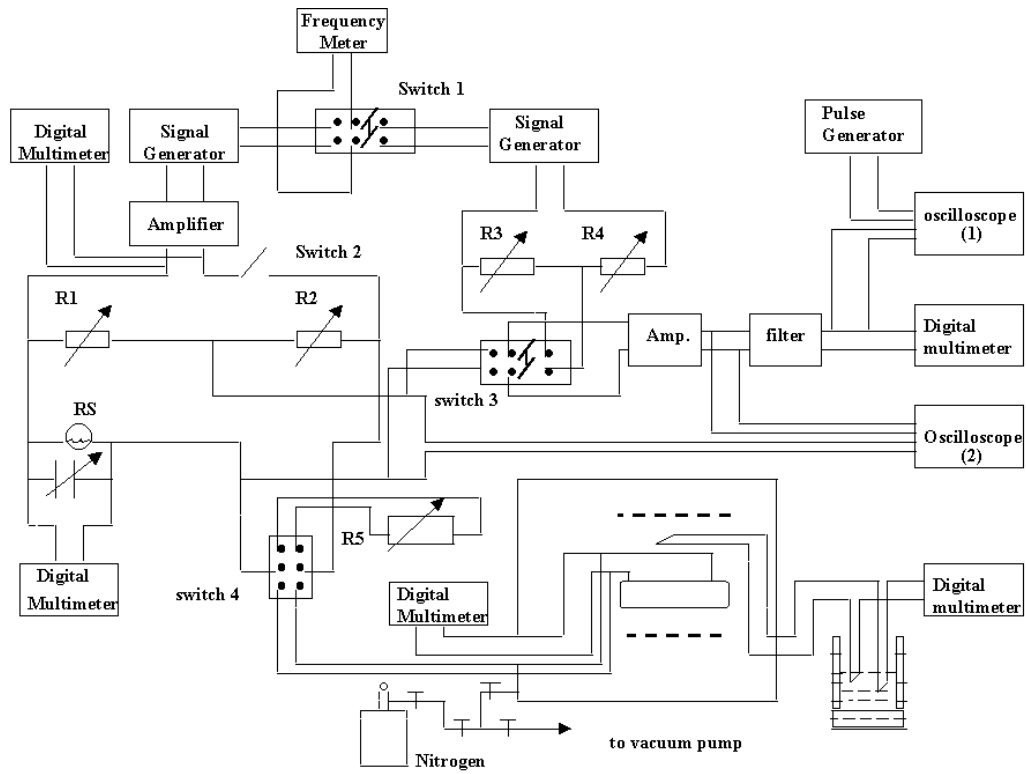 Frequency
Meter
Switch 1
Digital
Multimeter
Signal
Generator
Signal
Generator
Pulse
Generator
Amplifier
oscilloscope
(1)
Switch 2
R3
R4
R1
R2
Amp.
filter
Digital
multimeter
switch 3
RS
Oscilloscope
(2)
R5
switch 4
Digital
Multimeter
Digital
Multimeter
Digital
multimeter
to vacuum pump
Nitrogen